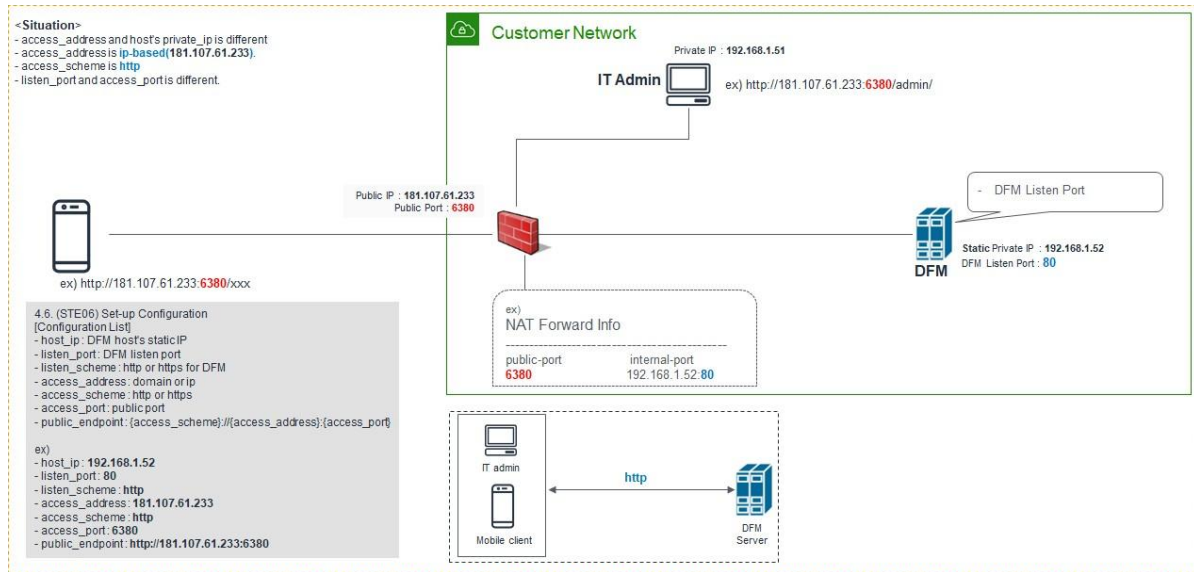 <Situation>
- access_address and host's private_ip is different
- access_address is ip-based(181.107.61.233).
- access_scheme is http
- listen_port and access_port is different.
Customer Network
Private IP : 192.168.1.51
IT Admin
ex) http://181.107.61.233:6380/admin/
Public IP : 181.107.61.233
Public Port : 6380
- DFM Listen Port
Static Private IP : 192.168.1.52
DFM Listen Port : 80
DFM
ex) http://181.107.61.233:6380/xxx
ex)
NAT Forward Info
public-port internal-port
6380 192.168.1.52:80
4.6. (STE06) Set-up Configuration
[Configuration List]
- host_ip : DFM host's static IP
- listen_port : DFM listen port
- listen_scheme : http or https for DFM
- access_address : domain or ip
- access_scheme : http or https
- access_port : public port
- public_endpoint : {access_scheme}://{access_address}:{access_port}
ex)
- host_ip : 192.168.1.52
- listen_port : 80
- listen_scheme : http
- access_address : 181.107.61.233
- access_scheme : http
- access_port : 6380
- public_endpoint : http://181.107.61.233:6380
IT admin
http
Mobile client
DFM
Server